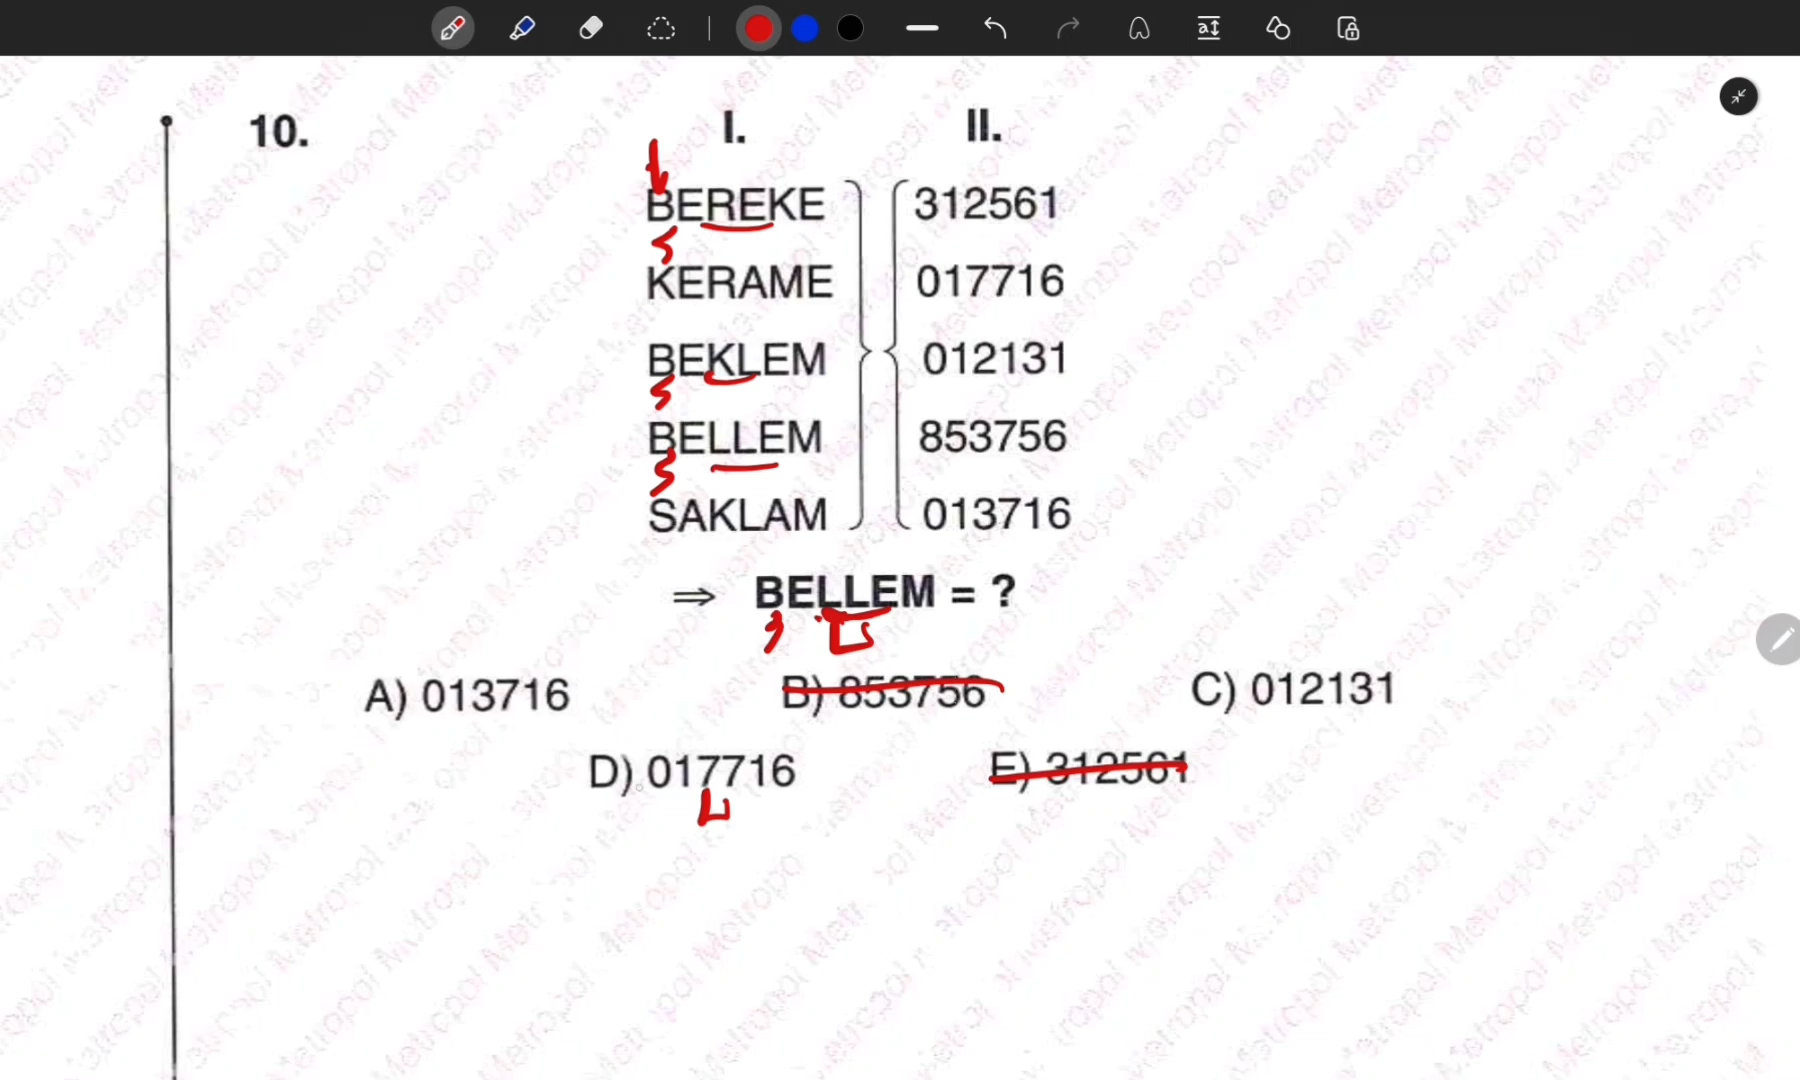 10.
I. II.
BEREKE 312561
KERAME 017716
BEKLEM 012131
BELLEM 853756
SAKLAM 013716
⇒ BELLEM = ?
A) 013716 B) 853756 C) 012131
D) 017716 E) 312561